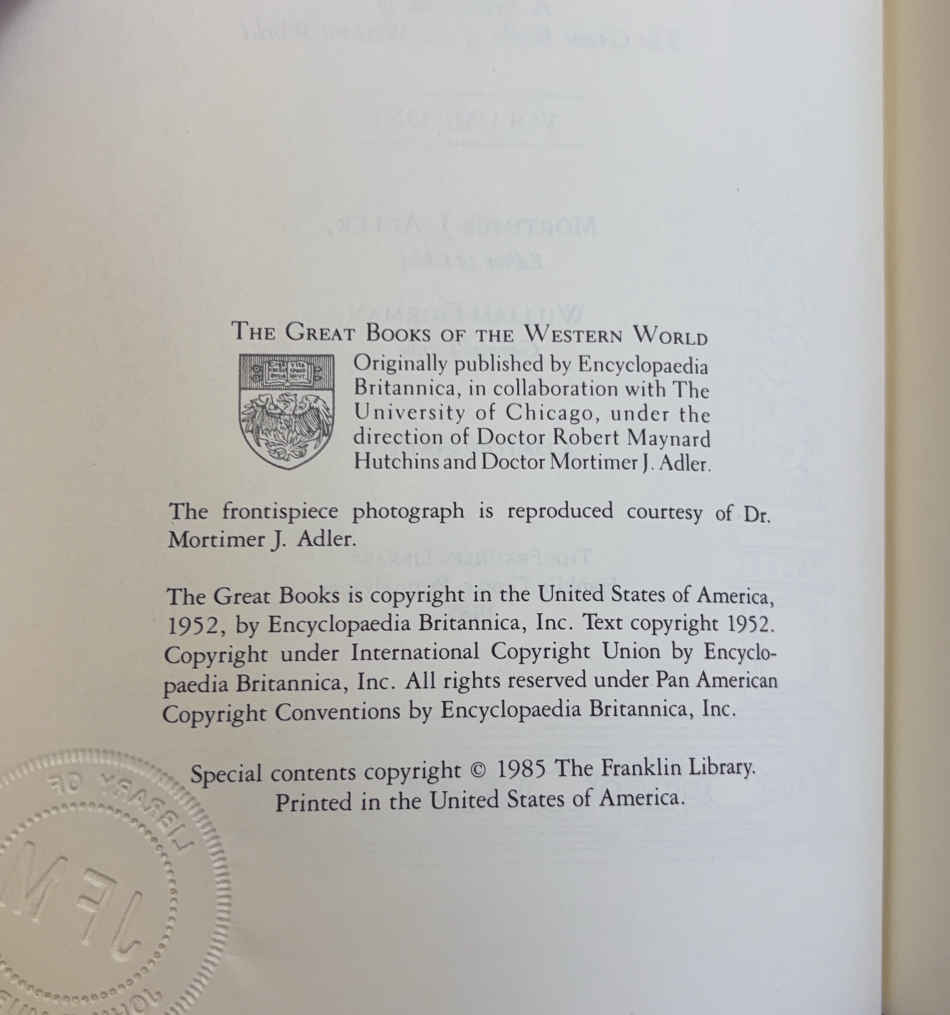 THE GREAT BOOKS OF THE WESTERN WORLD
Originally published by Encyclopaedia
Britannica, in collaboration with The
University of Chicago, under the
direction of Doctor Robert Maynard
Hutchins and Doctor Mortimer J. Adler.
The frontispiece photograph is reproduced courtesy of Dr.
Mortimer J. Adler.
The Great Books is copyright in the United States of America,
1952, by Encyclopaedia Britannica, Inc. Text copyright 1952.
Copyright under International Copyright Union by Encyclo-
paedia Britannica, Inc. All rights reserved under Pan American
Copyright Conventions by Encyclopaedia Britannica, Inc.
Special contents copyright © 1985 The Franklin Library.
Printed in the United States of America.
LIBRARY OF
JFM